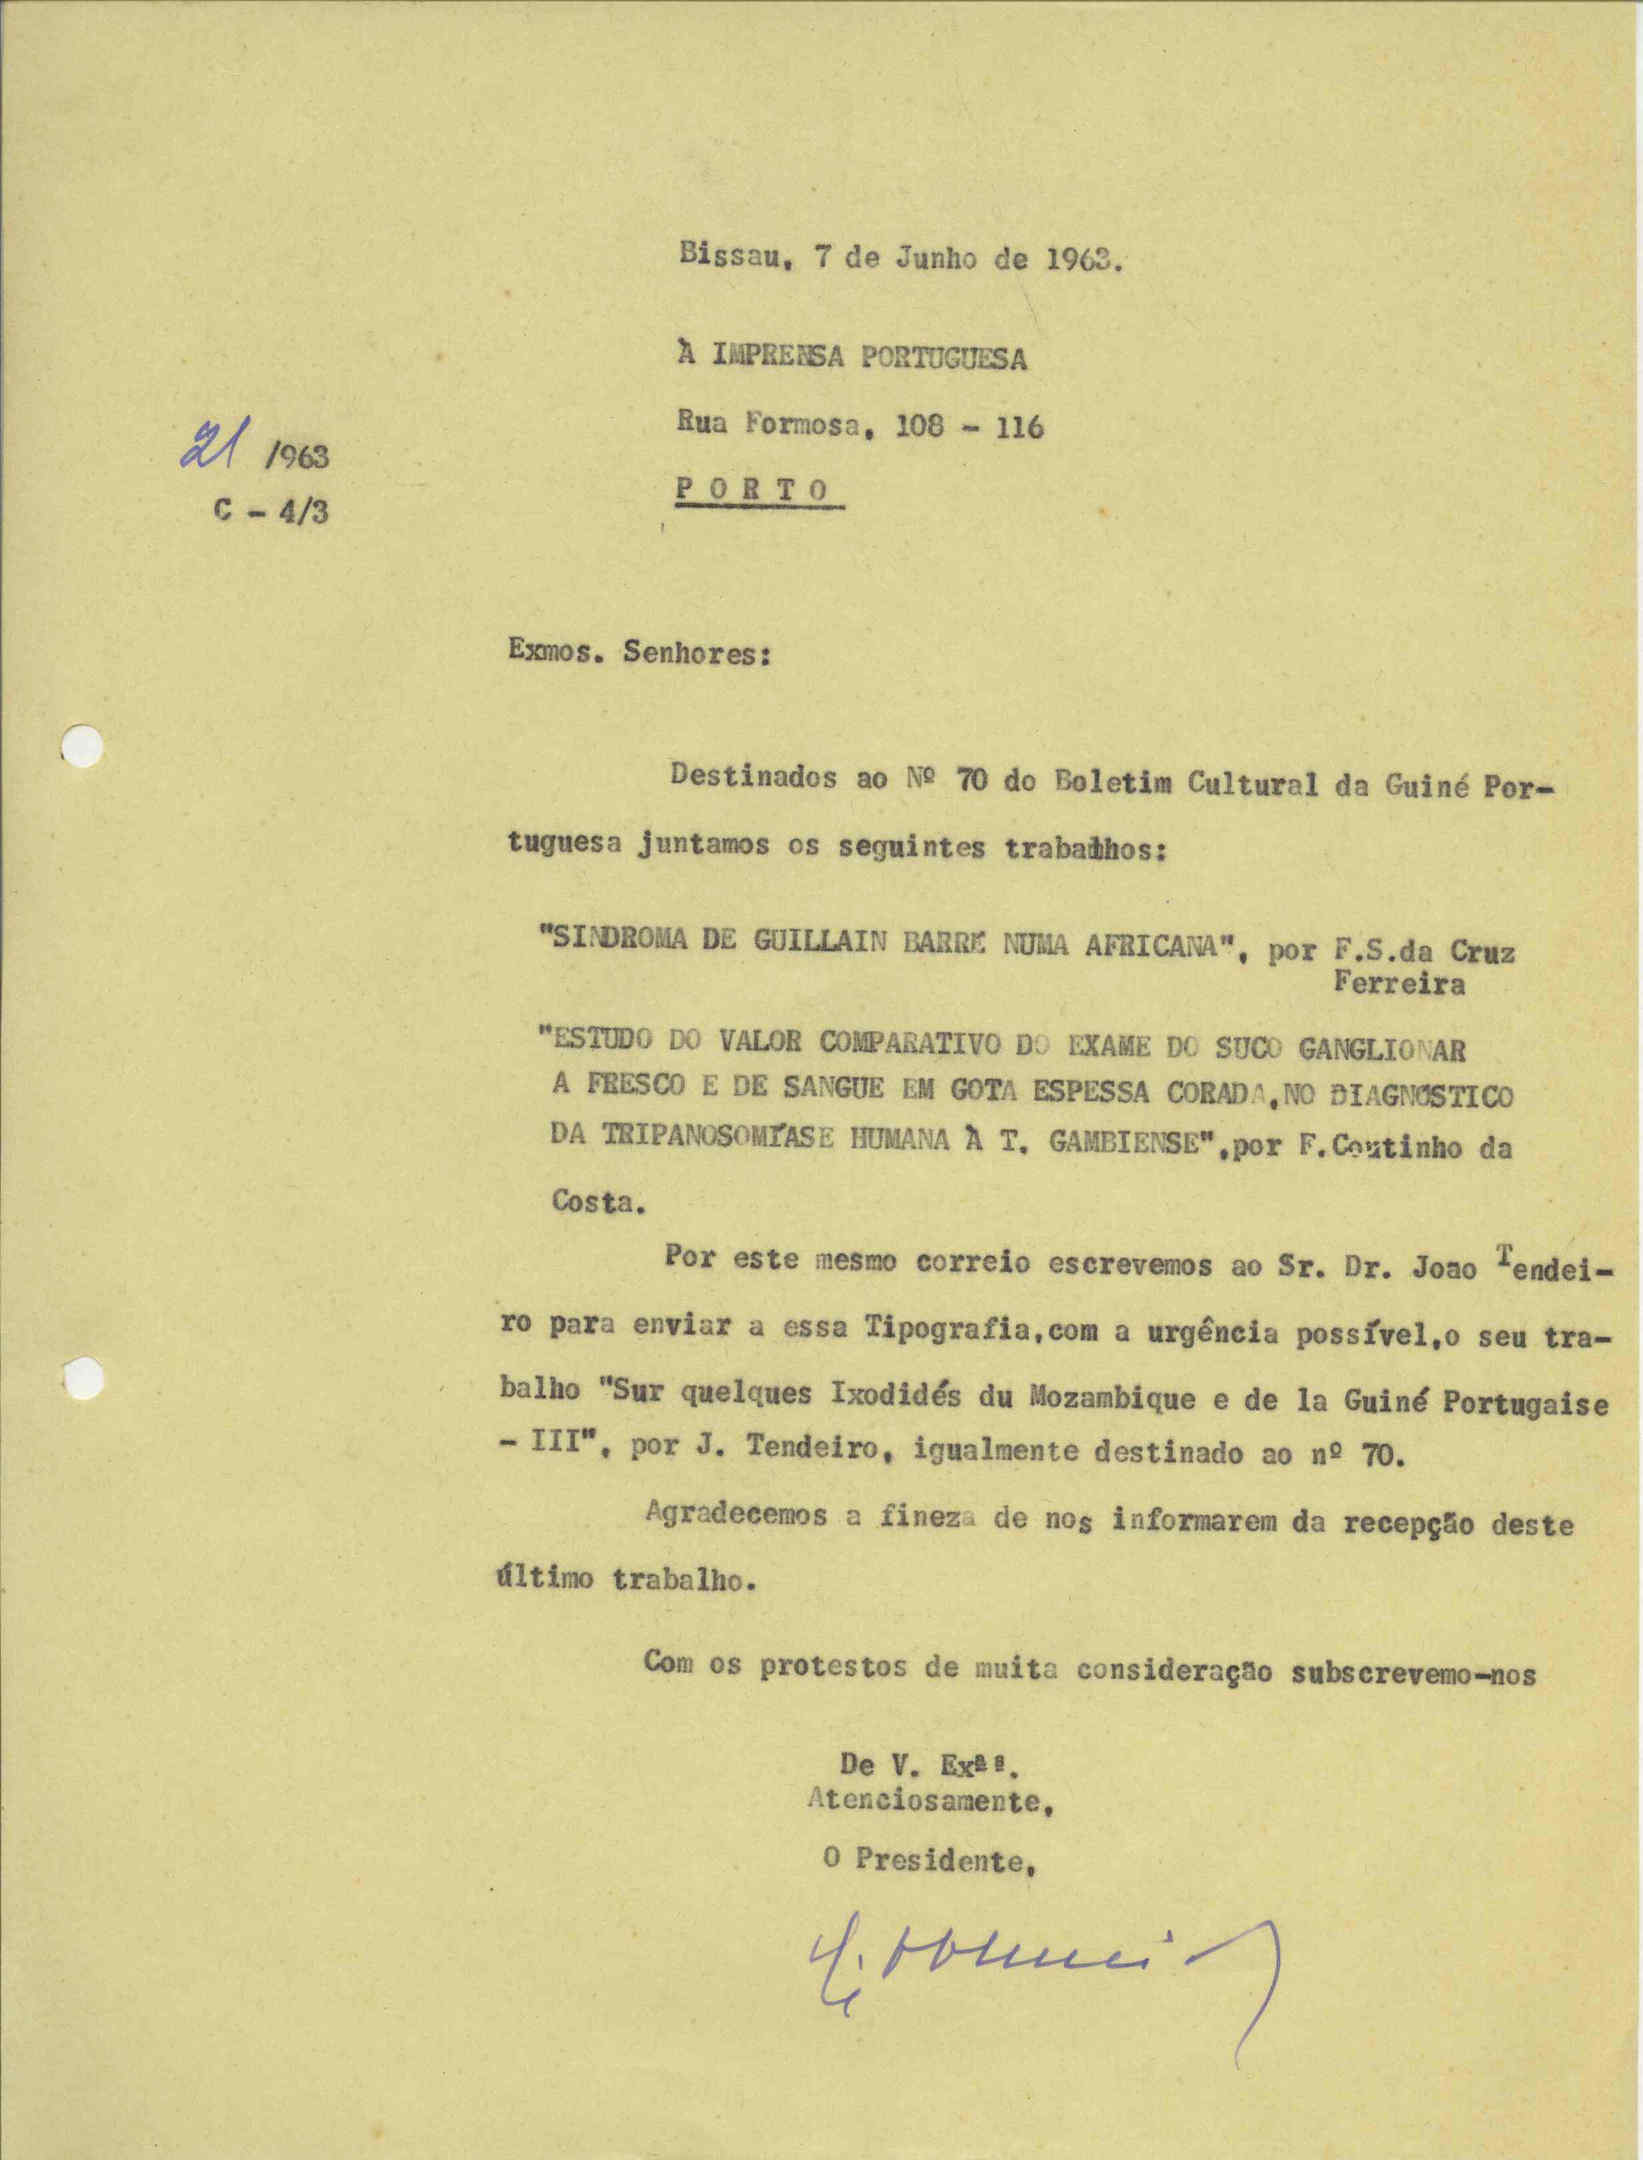 Bissau, 7 de Junho de 1963.
À IMPRENSA PORTUGUESA
Rua Formosa, 108 - 116
21 /963
PORTO
C - 4/3
Exmos. Senhores:
Destinados ao Nº 70 do Boletim Cultural da Guiné Por-
tuguesa juntamos os seguintes trabalhos:
"SINDROMA DE GUILLAIN BARRÉ NUMA AFRICANA", por F.S.da Cruz
Ferreira
"ESTUDO DO VALOR COMPARATIVO DO EXAME DO SUCO GANGLIONAR
A FRESCO E DE SANGUE EM GOTA ESPESSA CORADA,NO DIAGNÓSTICO
DA TRIPANOSOMÍASE HUMANA À T. GAMBIENSE",por F.Coutinho da
Costa.
Por este mesmo correio escrevemos ao Sr. Dr. Joao Tendei-
ro para enviar a essa Tipografia,com a urgência possível,o seu tra-
balho "Sur quelques Ixodidés du Mozambique e de la Guiné Portugaise
- III", por J. Tendeiro, igualmente destinado ao nº 70.
Agradecemos a fineza de nos informarem da recepção deste
último trabalho.
Com os protestos de muita consideração subscrevemo-nos
De V. Exªª.
Atenciosamente,
O Presidente,